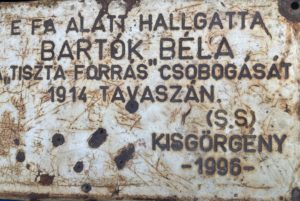 E FA ALATT HALLGATTA
BARTÓK BÉLA
A „TISZTA FORRÁS" CSOBOGÁSÁT
1914 TAVASZÁN.
(S.S)
KISGÖRGÉNY
-1996-